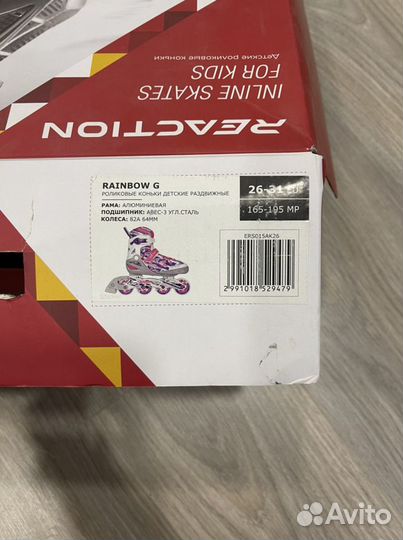 Детские роликовые коньки
FOR KIDS
INLINE SKATES
REACTION
RAINBOW G
РОЛИКОВЫЕ КОНЬКИ ДЕТСКИЕ РАЗДВИЖНЫЕ
РАМА: АЛЮМИНИЕВАЯ
ПОДШИПНИК: ABEC-3 УГЛ.СТАЛЬ
КОЛЕСА: 82A 64MM
26-31
165-195 MP
ERS015AK26
2991018529479
Avito